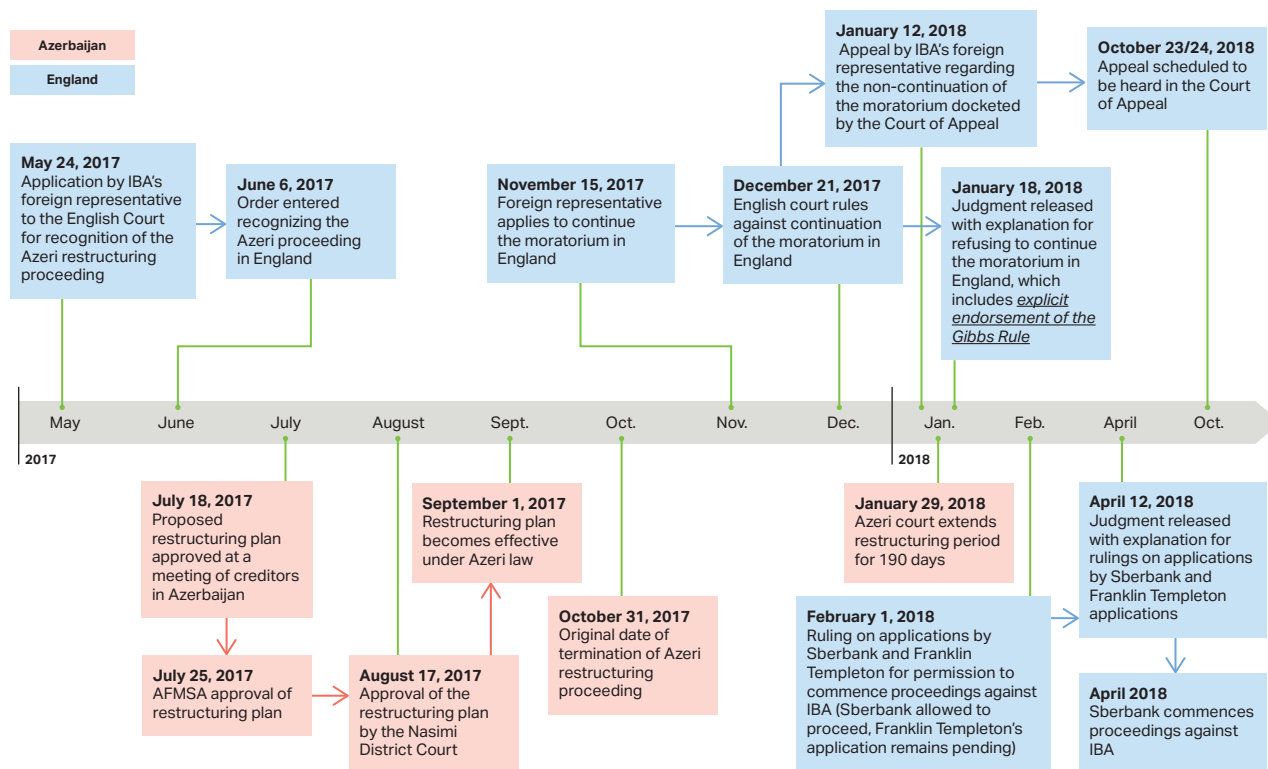 Azerbaijan
England
May 24, 2017
Application by IBA's
foreign representative
to the English Court
for recognition of the
Azeri restructuring
proceeding
June 6, 2017
Order entered
recognizing the
Azeri proceeding
in England
November 15, 2017
Foreign representative
applies to continue
the moratorium in
England
December 21, 2017
English court rules
against continuation
of the moratorium in
England
January 12, 2018
Appeal by IBA's foreign
representative regarding
the non-continuation of
the moratorium docketed
by the Court of Appeal
January 18, 2018
Judgment released
with explanation for
refusing to continue
the moratorium in
England, which
includes explicit
endorsement of the
Gibbs Rule
October 23/24, 2018
Appeal scheduled to
be heard in the Court
of Appeal
May
June
July
August
Sept.
Oct.
Nov.
Dec.
Jan.
Feb.
April
Oct.
2017
2018
July 18, 2017
Proposed
restructuring plan
approved at a
meeting of creditors
in Azerbaijan
July 25, 2017
AFMSA approval of
restructuring plan
August 17, 2017
Approval of the
restructuring plan
by the Nasimi
District Court
September 1, 2017
Restructuring plan
becomes effective
under Azeri law
October 31, 2017
Original date of
termination of Azeri
restructuring
proceeding
January 29, 2018
Azeri court extends
restructuring period
for 190 days
February 1, 2018
Ruling on applications by
Sberbank and Franklin
Templeton for permission to
commence proceedings against
IBA (Sberbank allowed to
proceed, Franklin Templeton's
application remains pending)
April 12, 2018
Judgment released
with explanation for
rulings on applications
by Sberbank and
Franklin Templeton
applications
April 2018
Sberbank commences
proceedings against
IBA